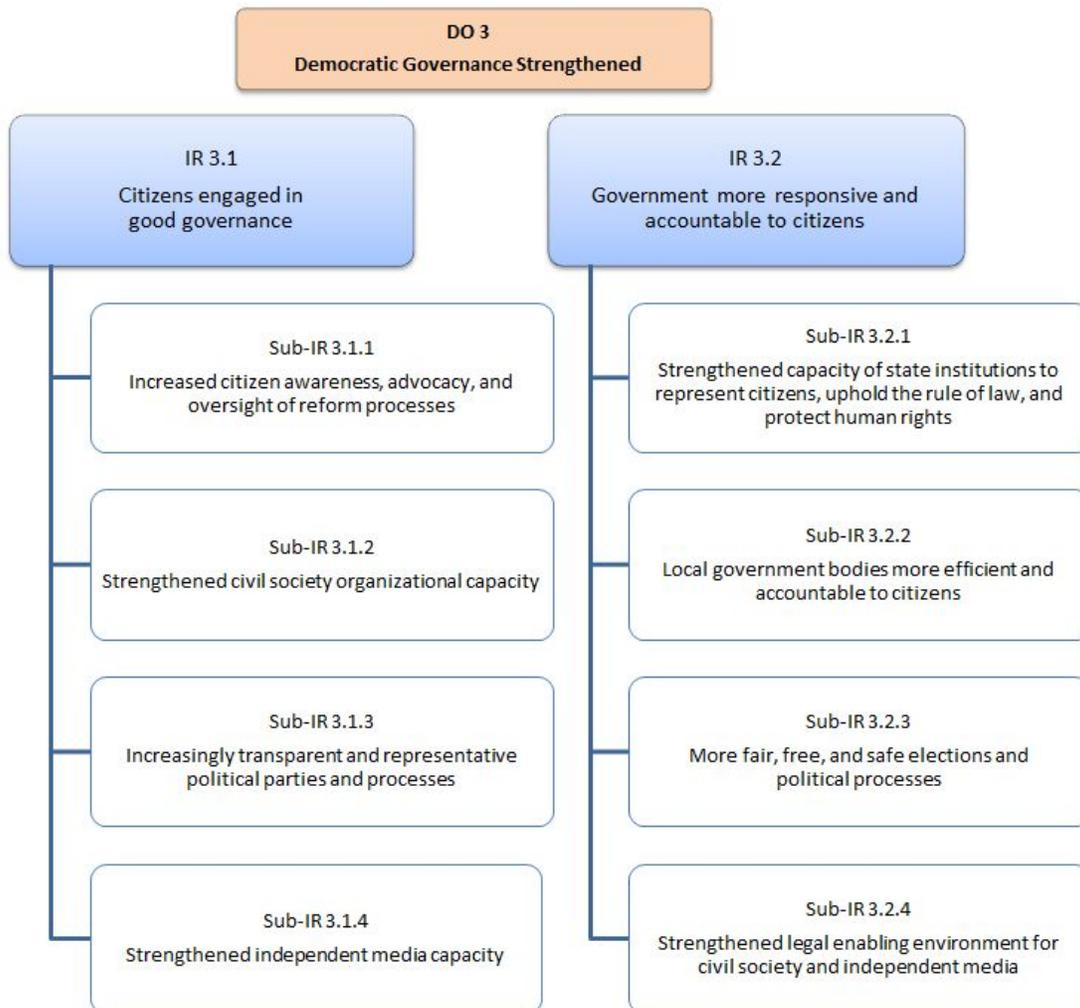 DO 3
Democratic Governance Strengthened
IR 3.1
Citizens engaged in
good governance
Sub-IR 3.1.1
Increased citizen awareness, advocacy, and
oversight of reform processes
Sub-IR 3.1.2
Strengthened civil society organizational capacity
Sub-IR 3.1.3
Increasingly transparent and representative
political parties and processes
Sub-IR 3.1.4
Strengthened independent media capacity
IR 3.2
Government more responsive and
accountable to citizens
Sub-IR 3.2.1
Strengthened capacity of state institutions to
represent citizens, uphold the rule of law, and
protect human rights
Sub-IR 3.2.2
Local government bodies more efficient and
accountable to citizens
Sub-IR 3.2.3
More fair, free, and safe elections and
political processes
Sub-IR 3.2.4
Strengthened legal enabling environment for
civil society and independent media